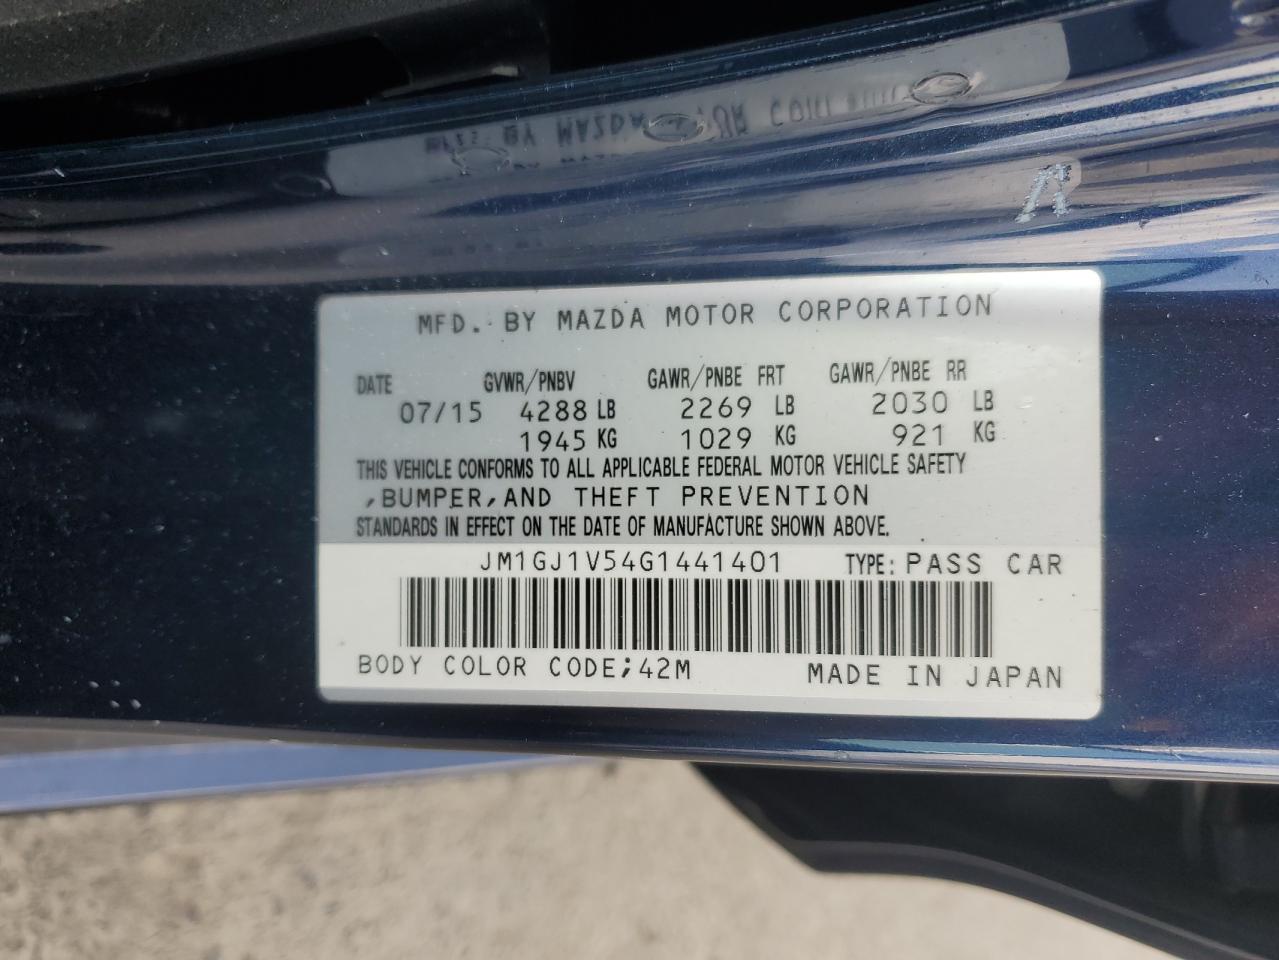 MFD. BY MAZDA MOTOR CORPORATION
DATE GVWR/PNBV GAWR/PNBE FRT GAWR/PNBE RR
07/15 4288 LB 2269 LB 2030 LB
1945 KG 1029 KG 921 KG
THIS VEHICLE CONFORMS TO ALL APPLICABLE FEDERAL MOTOR VEHICLE SAFETY
,BUMPER,AND THEFT PREVENTION
STANDARDS IN EFFECT ON THE DATE OF MANUFACTURE SHOWN ABOVE.
JM1GJ1V54G1441401 TYPE: PASS CAR
BODY COLOR CODE;42M MADE IN JAPAN